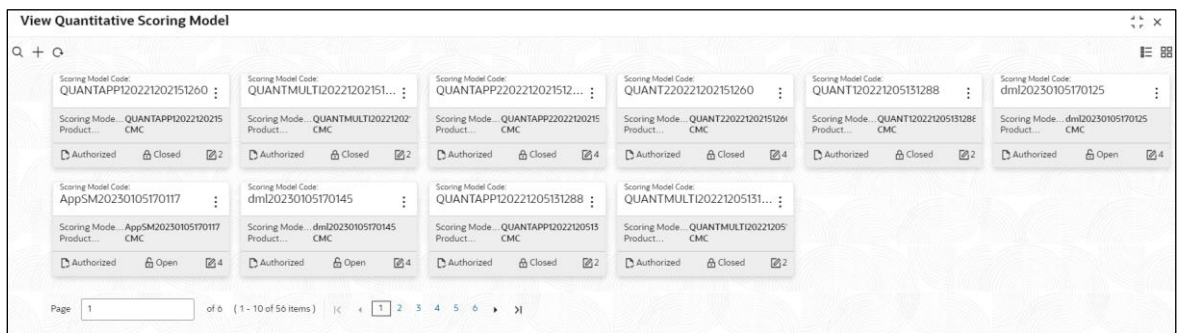 View Quantitative Scoring Model
Scoring Model Code: Scoring Model Code: Scoring Model Code: Scoring Model Code: Scoring Model Code: Scoring Model Code:
QUANTAPP120221202151260 QUANTMULTI20221202151... QUANTAPP2202212021512... QUANT220221202151260 QUANT120221205131288 dml20230105170125
Scoring Mode... QUANTAPP12022120215 Scoring Mode... QUANTMULTI20221202 Scoring Mode... QUANTAPP22022120215 Scoring Mode... QUANT22022120215126 Scoring Mode... QUANT120221205131288 Scoring Mode... dml20230105170125
Product... CMC Product... CMC Product... CMC Product... CMC Product... CMC Product... CMC
Authorized Closed 2 Authorized Closed 2 Authorized Closed 4 Authorized Closed 4 Authorized Closed 2 Authorized Open 4
Scoring Model Code: Scoring Model Code: Scoring Model Code: Scoring Model Code:
AppSM20230105170117 dml20230105170145 QUANTAPP120221205131288 QUANTMULTI20221205131...
Scoring Mode... AppSM20230105170117 Scoring Mode... dml20230105170145 Scoring Mode... QUANTAPP12022120513 Scoring Mode... QUANTMULTI20221205
Product... CMC Product... CMC Product... CMC Product... CMC
Authorized Open 4 Authorized Open 4 Authorized Closed 2 Authorized Closed 2
Page 1 of 6 (1 - 10 of 56 items) 1 2 3 4 5 6